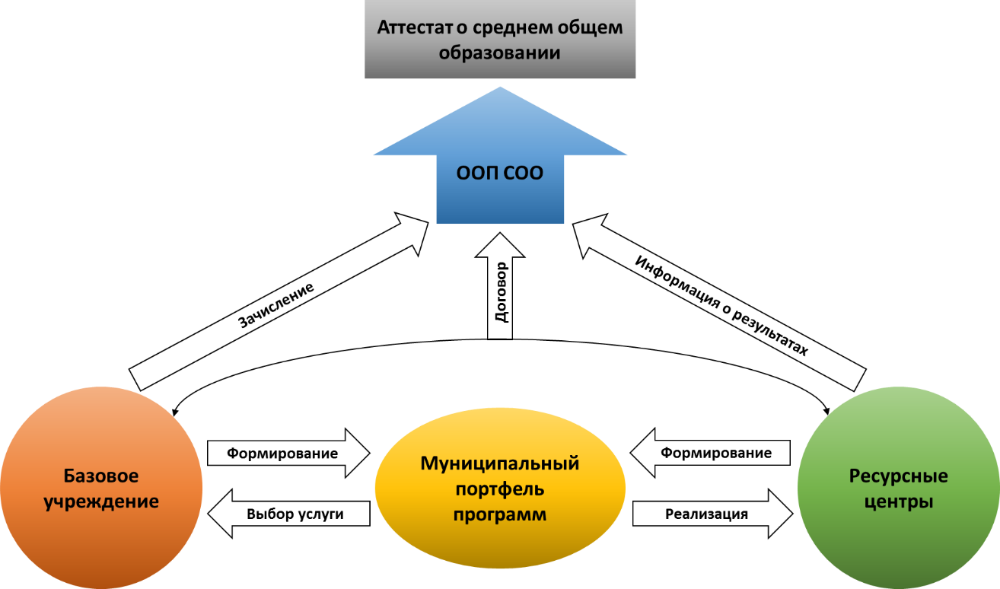 Аттестат о среднем общем
образовании
ООП СОО
Зачисление
Договор
Информация о результатах
Базовое
учреждение
Формирование
Выбор услуги
Муниципальный
портфель
программ
Формирование
Реализация
Ресурсные
центры